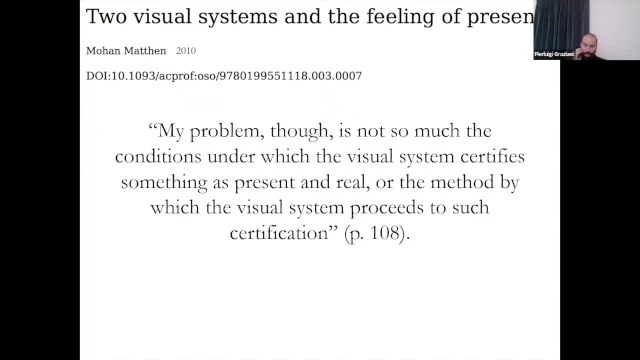 Two visual systems and the feeling of presen
Mohan Matthen 2010
DOI:10.1093/acprof:oso/9780199551118.003.0007
“My problem, though, is not so much the
conditions under which the visual system certifies
something as present and real, or the method by
which the visual system proceeds to such
certification” (p. 108).
Pierluigi Graziani